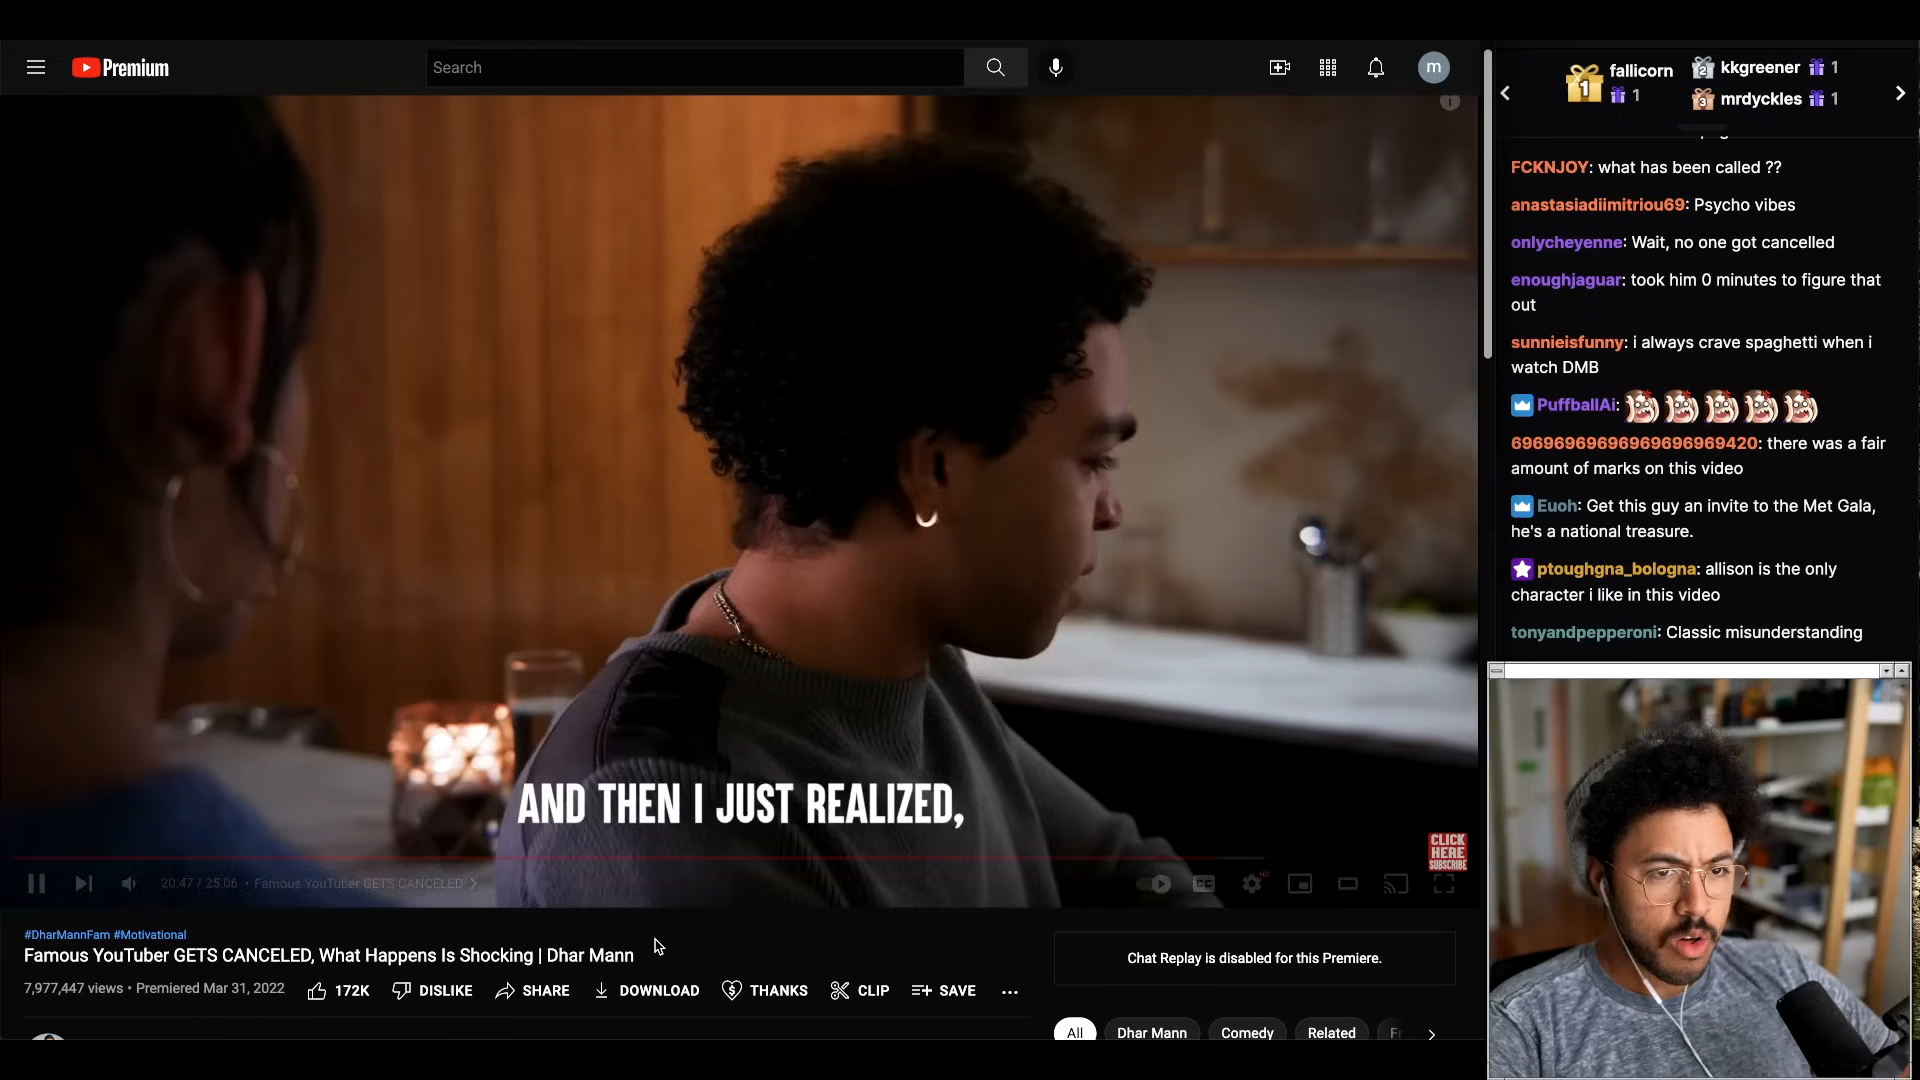 Premium
Search
m
1
fallicorn
1
2
kkgreener
1
3
mrdyckles
1
FCKNJOY: what has been called ??
anastasiadiimitriou69: Psycho vibes
onlycheyenne: Wait, no one got cancelled
enoughjaguar: took him 0 minutes to figure that
out
sunnieisfunny: i always crave spaghetti when i
watch DMB
PuffballAi:
69696969696969696969420: there was a fair
amount of marks on this video
Euoh: Get this guy an invite to the Met Gala,
he's a national treasure.
ptoughgna_bologna: allison is the only
character i like in this video
tonyandpepperoni: Classic misunderstanding
AND THEN I JUST REALIZED,
CLICK
HERE
SUBSCRIBE
20:47 / 25:06 • Famous YouTuber GETS CANCELED
CC
HD
#DharMannFam #Motivational
Famous YouTuber GETS CANCELED, What Happens Is Shocking | Dhar Mann
7,977,447 views • Premiered Mar 31, 2022
172K
DISLIKE
SHARE
DOWNLOAD
THANKS
CLIP
SAVE
Chat Replay is disabled for this Premiere.
All
Dhar Mann
Comedy
Related